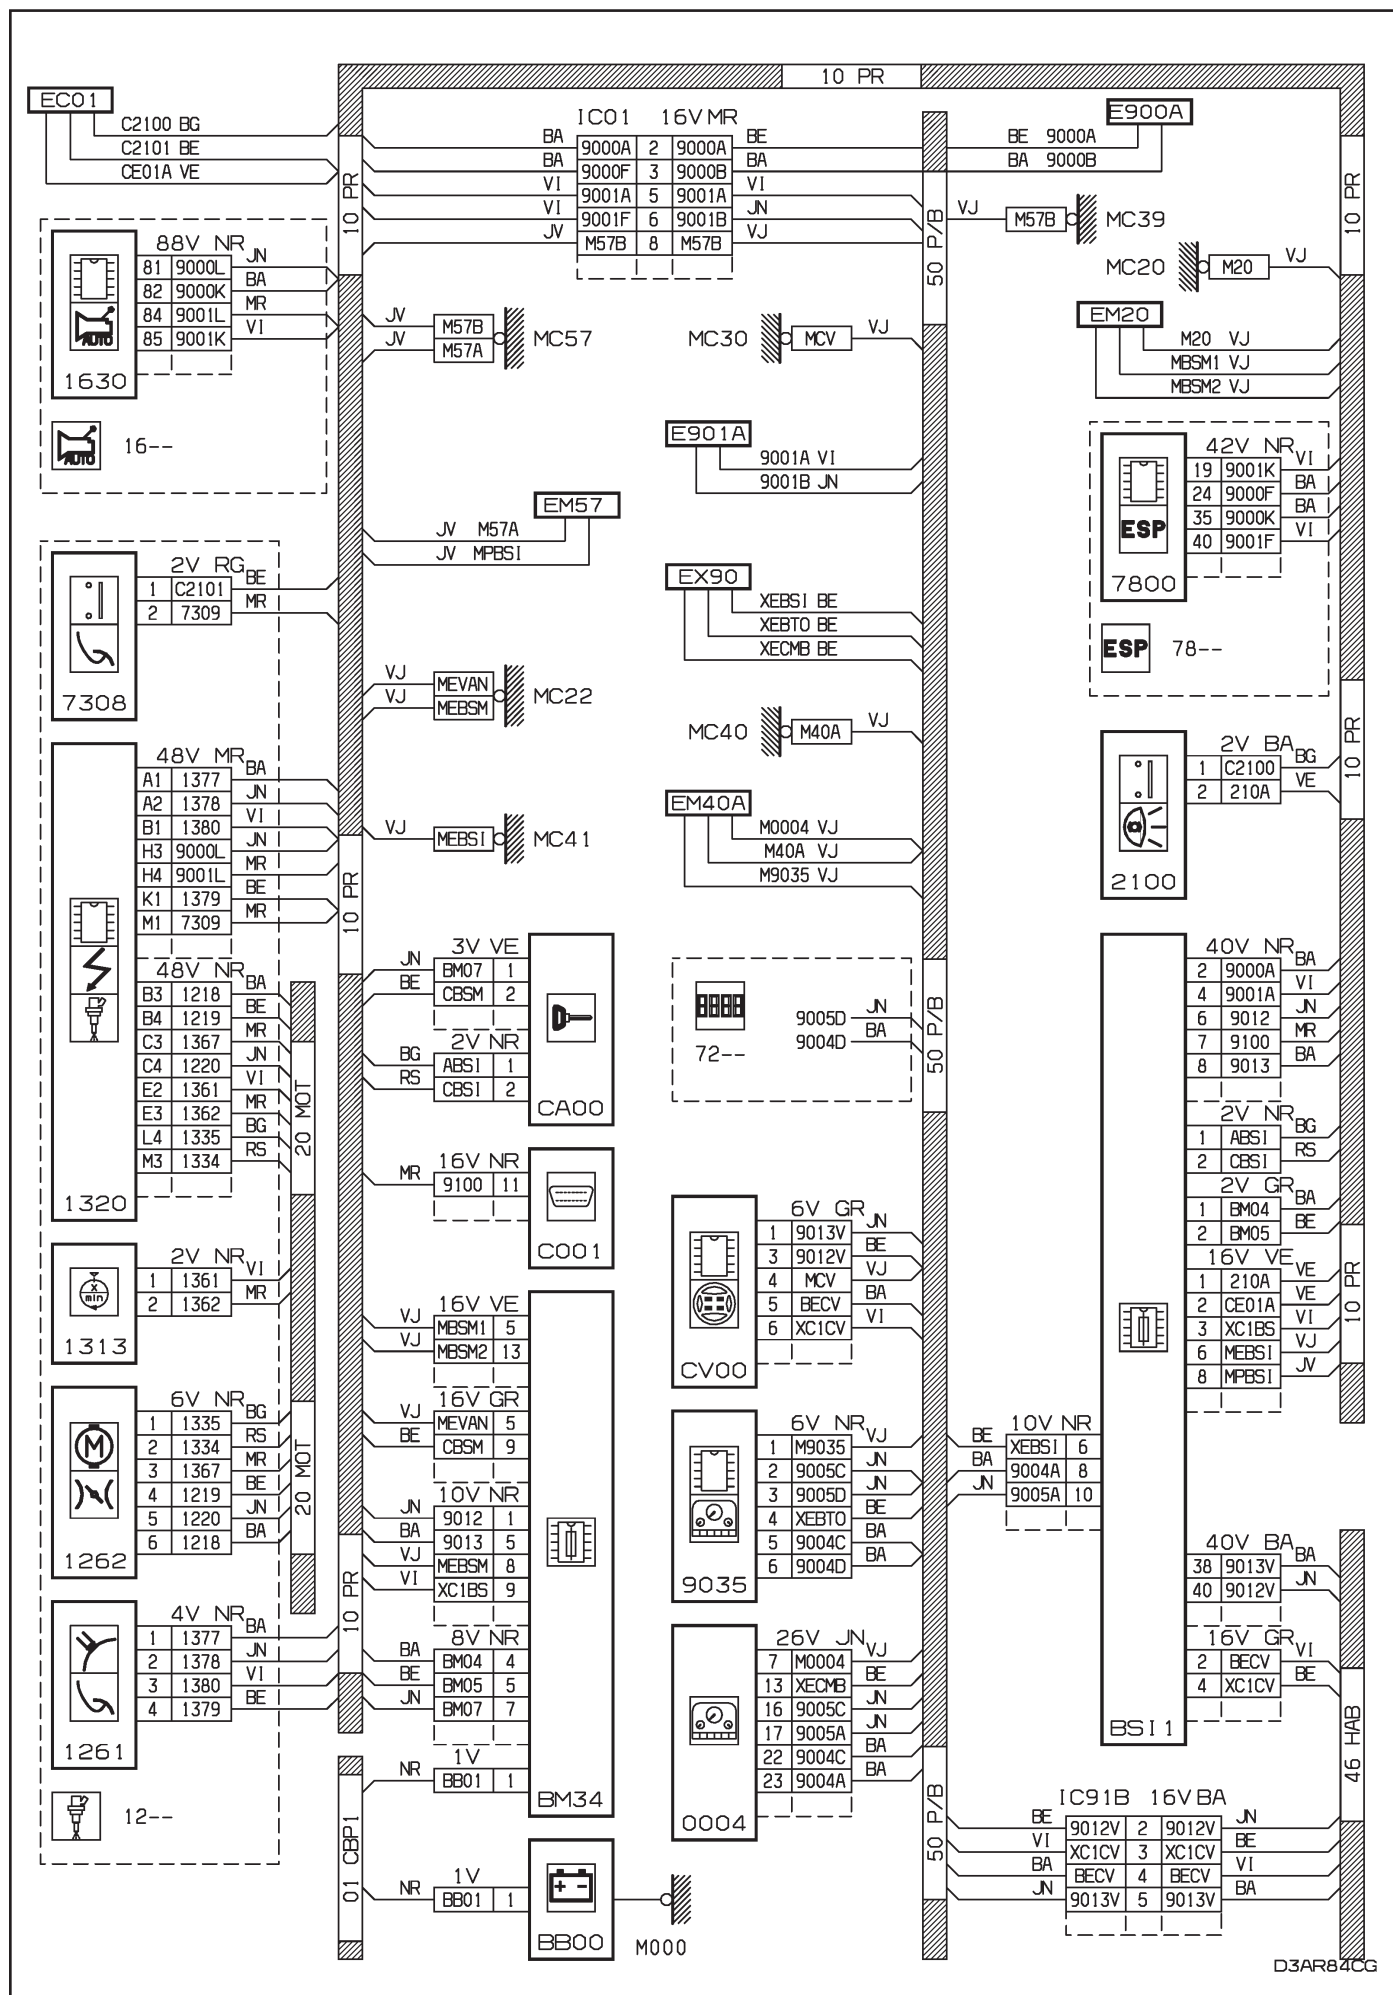 10 PR
EC01
C2100 BG
C2101 BE
CE01A VE
10 PR
IC01 16V MR
BA 9000A 2 9000A BE
BA 9000F 3 9000B BA
VI 9001A 5 9001A VI
VI 9001F 6 9001B JN
JV M57B 8 M57B VJ
E900A
BE 9000A
BA 9000B
50 P/B
VJ M57B MC39
MC20 M20 VJ
10 PR
88V NR
81 9000L JN
82 9000K BA
84 9001L MR
85 9001K VI
AUTO
1630
AUTO 16--
JV M57B
JV M57A
MC57
MC30 MCV VJ
EM20
M20 VJ
MBSM1 VJ
MBSM2 VJ
E901A
9001A VI
9001B JN
42V NR
19 9001K VI
24 9000F BA
35 9000K BA
40 9001F VI
ESP
7800
ESP 78--
EM57
JV M57A
JV MPBSI
2V RG
1 C2101 BE
2 7309 MR
7308
EX90
XEBSI BE
XEBTO BE
XECMB BE
VJ MEVAN
VJ MEBSM
MC22
MC40 M40A VJ
10 PR
2V BA
1 C2100 BG
2 210A VE
2100
48V MR
A1 1377 BA
A2 1378 JN
B1 1380 VI
H3 9000L JN
H4 9001L MR
K1 1379 BE
M1 7309 MR
48V NR
B3 1218 BA
B4 1219 BE
C3 1367 MR
C4 1220 JN
E2 1361 VI
E3 1362 MR
L4 1335 BG
M3 1334 RS
1320
VJ MEBSI MC41
10 PR
EM40A
M0004 VJ
M40A VJ
M9035 VJ
20 MOT
3V VE
JN BM07 1
BE CBSM 2
2V NR
BG ABSI 1
RS CBSI 2
CA00
72--
9005D JN
9004D BA
50 P/B
40V NR
2 9000A BA
4 9001A VI
6 9012 JN
7 9100 MR
8 9013 BA
2V NR
1 ABSI BG
2 CBSI RS
2V GR
1 BM04 BA
2 BM05 BE
16V VE
1 210A VE
2 CE01A VE
3 XC1BS VI
6 MEBSI VJ
8 MPBSI JV
10 PR
16V NR
MR 9100 11
C001
2V NR
1 1361 VI
2 1362 MR
1313
x min
16V VE
VJ MBSM1 5
VJ MBSM2 13
16V GR
VJ MEVAN 5
BE CBSM 9
10V NR
JN 9012 1
BA 9013 5
VJ MEBSM 8
VI XC1BS 9
8V NR
BA BM04 4
BE BM05 5
JN BM07 7
1V
NR BB01 1
BM34
6V GR
1 9013V JN
3 9012V BE
4 MCV VJ
5 BECV BA
6 XC1CV VI
CV00
6V NR
1 1335 BG
2 1334 RS
3 1367 MR
4 1219 BE
5 1220 JN
6 1218 BA
M
1262
20 MOT
10 PR
6V NR
1 M9035 VJ
2 9005C JN
3 9005D JN
4 XEBTO BE
5 9004C BA
6 9004D BA
9035
10V NR
BE XEBSI 6
BA 9004A 8
JN 9005A 10
40V BA
38 9013V BA
40 9012V JN
16V GR
2 BECV VI
4 XC1CV BE
BSI1
4V NR
1 1377 BA
2 1378 JN
3 1380 VI
4 1379 BE
1261
12--
26V JN
7 M0004 VJ
13 XECMB BE
16 9005C JN
17 9005A JN
22 9004C BA
23 9004A BA
0004
50 P/B
46 HAB
01 CBP1
1V
NR BB01 1
BB00
M000
IC91B 16V BA
BE 9012V 2 9012V JN
VI XC1CV 3 XC1CV BE
BA BECV 4 BECV VI
JN 9013V 5 9013V BA
D3AR84CG